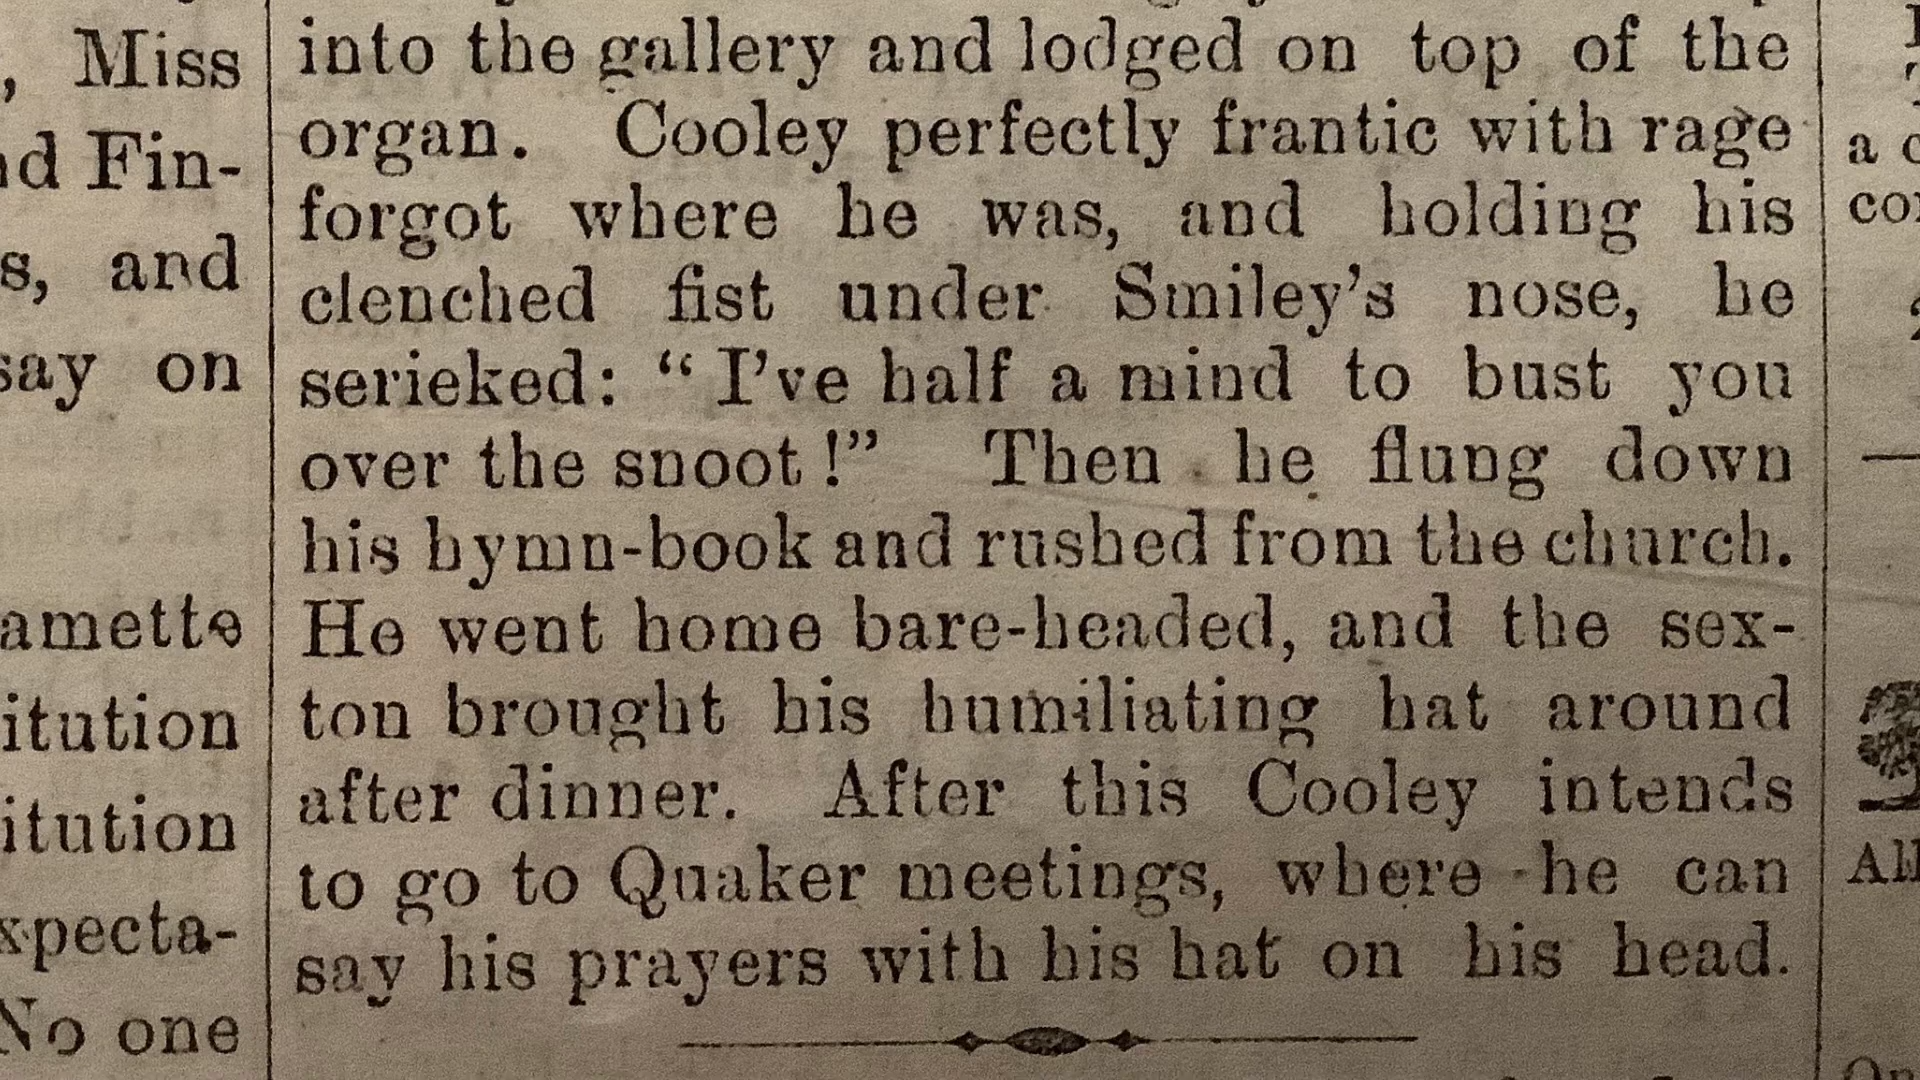 , Miss
nd Fin-
s, and
say on
amette
itution
itution
xpecta-
No one
into the gallery and lodged on top of the
organ. Cooley perfectly frantic with rage
forgot where he was, and holding his
clenched fist under Smiley's nose, he
serieked: “ I've half a mind to bust you
over the snoot !” Then he flung down
his hymn-book and rushed from the church.
He went home bare-headed, and the sex-
ton brought his humiliating hat around
after dinner. After this Cooley intends
to go to Quaker meetings, where he can
say his prayers with his hat on his head.
a c
con
All